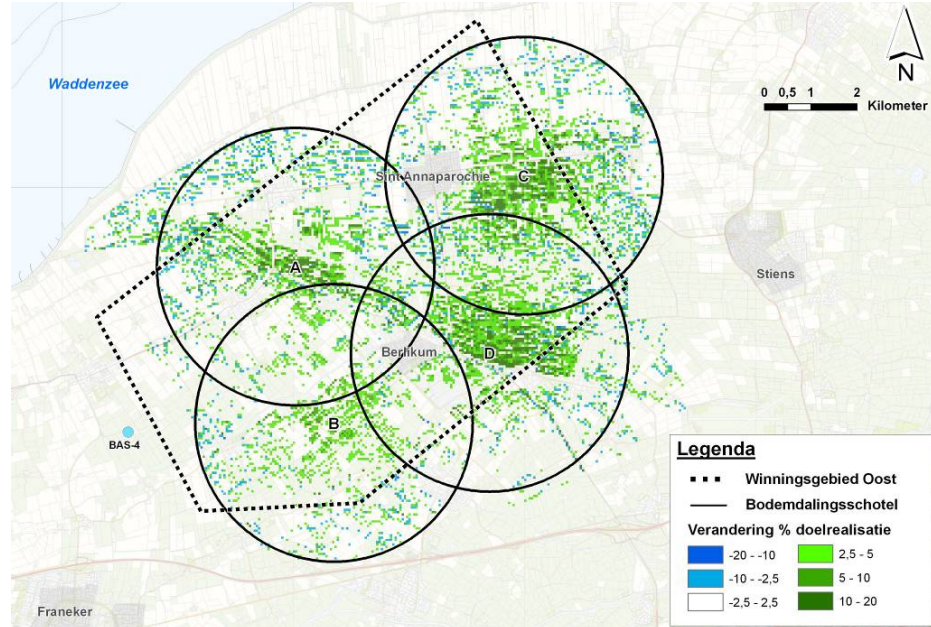 Waddenzee
N
0 0,5 1 2
Kilometer
Sint Annaparochie
C
Stiens
A
Berlikum
D
B
BAS-4
Franeker
Legenda
Winningsgebied Oost
Bodemdalingsschotel
Verandering % doelrealisatie
-20 - -10
2,5 - 5
-10 - -2,5
5 - 10
-2,5 - 2,5
10 - 20